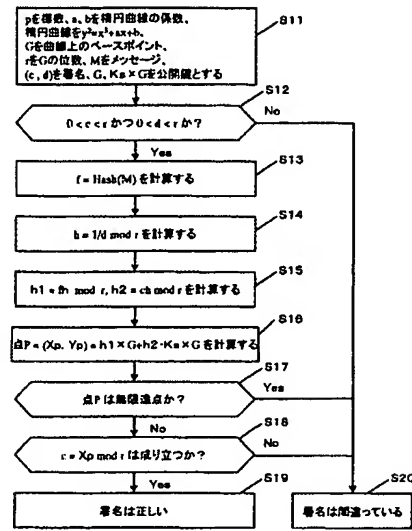 S11
pを標数、a、bを楕円曲線の係数、
楕円曲線をy²=x³+ax+b、
Gを曲線上のベースポイント、
rをGの位数、Mをメッセージ、
(c , d)を署名、G、Ks×Gを公開鍵とする
S12
0 < c < r かつ 0 < d < r か？
No
Yes
S13
f = Hash(M) を計算する
S14
h = 1/d mod r を計算する
S15
h1 = fh mod r, h2 = ch mod r を計算する
S16
点P = (Xp, Yp) = h1 × G+h2·Ks × G を計算する
S17
点Pは無限遠点か？
Yes
No
S18
c = Xp mod r は成り立つか？
No
Yes
S19
署名は正しい
S20
署名は間違っている